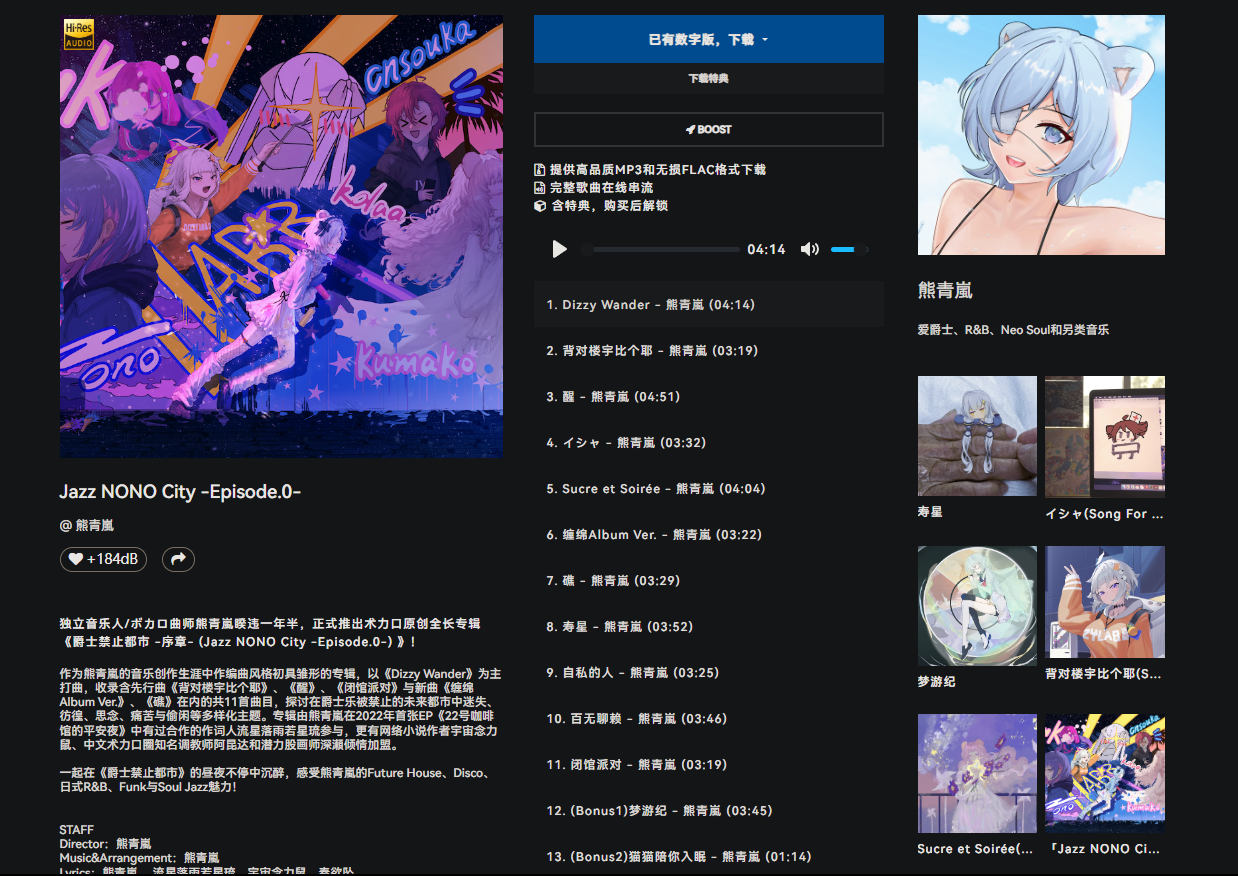 Hi-Res
AUDIO
onsouka
Kolaa
Kumako
ono
Jazz NONO City -Episode.0-
@ 熊青嵐
+184dB
独立音乐人/ボカロ曲师熊青嵐暌违一年半，正式推出术力口原创全长专辑
《爵士禁止都市 -序章- (Jazz NONO City -Episode.0-) 》！
作为熊青嵐的音乐创作生涯中作编曲风格初具雏形的专辑，以《Dizzy Wander》为主
打曲，收录含先行曲《背对楼宇比个耶》、《醒》、《闭馆派对》与新曲《缠绵
Album Ver.》、《礁》在内的共11首曲目，探讨在爵士乐被禁止的未来都市中迷失、
彷徨、思念、痛苦与偷闲等多样化主题。专辑由熊青嵐在2022年首张EP《22号咖啡
馆的平安夜》中有过合作的作词人流星落雨若星琉参与，更有网络小说作者宇宙念力
鼠、中文术力口圈知名调教师阿昆达和潜力股画师深瀬倾情加盟。
一起在《爵士禁止都市》的昼夜不停中沉醉，感受熊青嵐的Future House、Disco、
日式R&B、Funk与Soul Jazz魅力！
STAFF
Director：熊青嵐
Music&Arrangement：熊青嵐
Lyrics：熊青嵐、流星落雨若星琉、宇宙念力鼠、秦欲坠
已有数字版，下载
下载特典
BOOST
提供高品质MP3和无损FLAC格式下载
完整歌曲在线串流
含特典，购买后解锁
04:14
1. Dizzy Wander - 熊青嵐 (04:14)
2. 背对楼宇比个耶 - 熊青嵐 (03:19)
3. 醒 - 熊青嵐 (04:51)
4. イシャ - 熊青嵐 (03:32)
5. Sucre et Soirée - 熊青嵐 (04:04)
6. 缠绵Album Ver. - 熊青嵐 (03:22)
7. 礁 - 熊青嵐 (03:29)
8. 寿星 - 熊青嵐 (03:52)
9. 自私的人 - 熊青嵐 (03:25)
10. 百无聊赖 - 熊青嵐 (03:46)
11. 闭馆派对 - 熊青嵐 (03:19)
12. (Bonus1)梦游纪 - 熊青嵐 (03:45)
13. (Bonus2)猫猫陪你入眠 - 熊青嵐 (01:14)
熊青嵐
爱爵士、R&B、Neo Soul和另类音乐
寿星
イシャ(Song For ...
梦游纪
背对楼宇比个耶(S...
Sucre et Soirée(...
「Jazz NONO Ci...